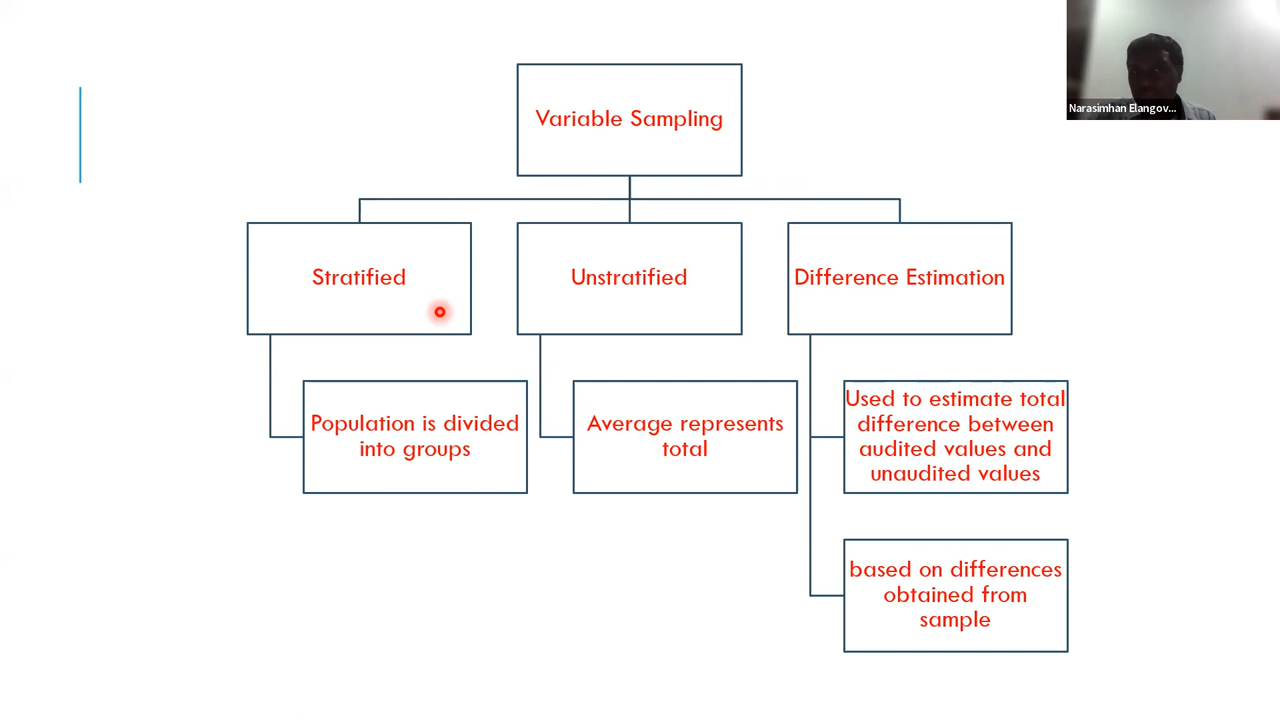 Narasimhan Elangov...
Variable Sampling
Stratified
Unstratified
Difference Estimation
Population is divided
into groups
Average represents
total
Used to estimate total
difference between
audited values and
unaudited values
based on differences
obtained from
sample